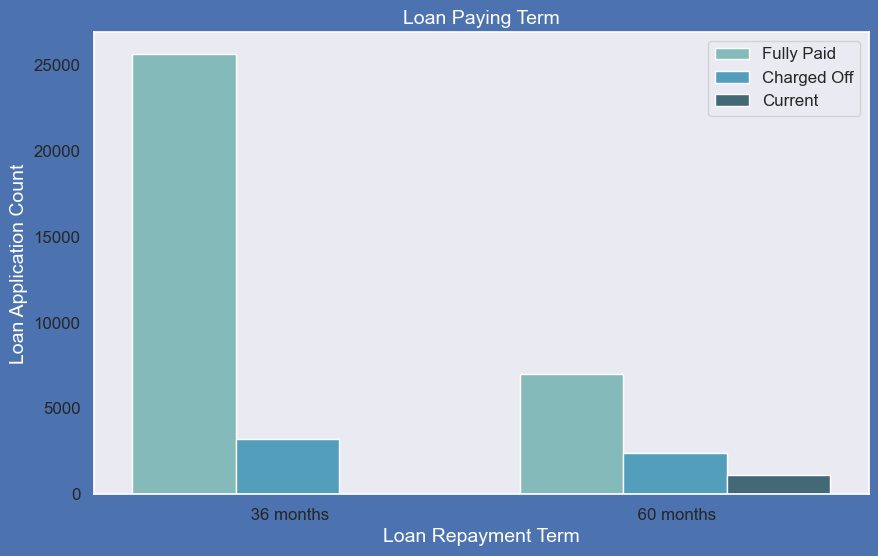 Loan Paying Term
Fully Paid
Charged Off
Current
Loan Application Count
25000
20000
15000
10000
5000
0
36 months
60 months
Loan Repayment Term